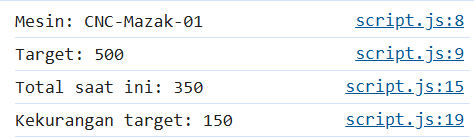 Mesin: CNC-Mazak-01 script.js:8
Target: 500 script.js:9
Total saat ini: 350 script.js:15
Kekurangan target: 150 script.js:19